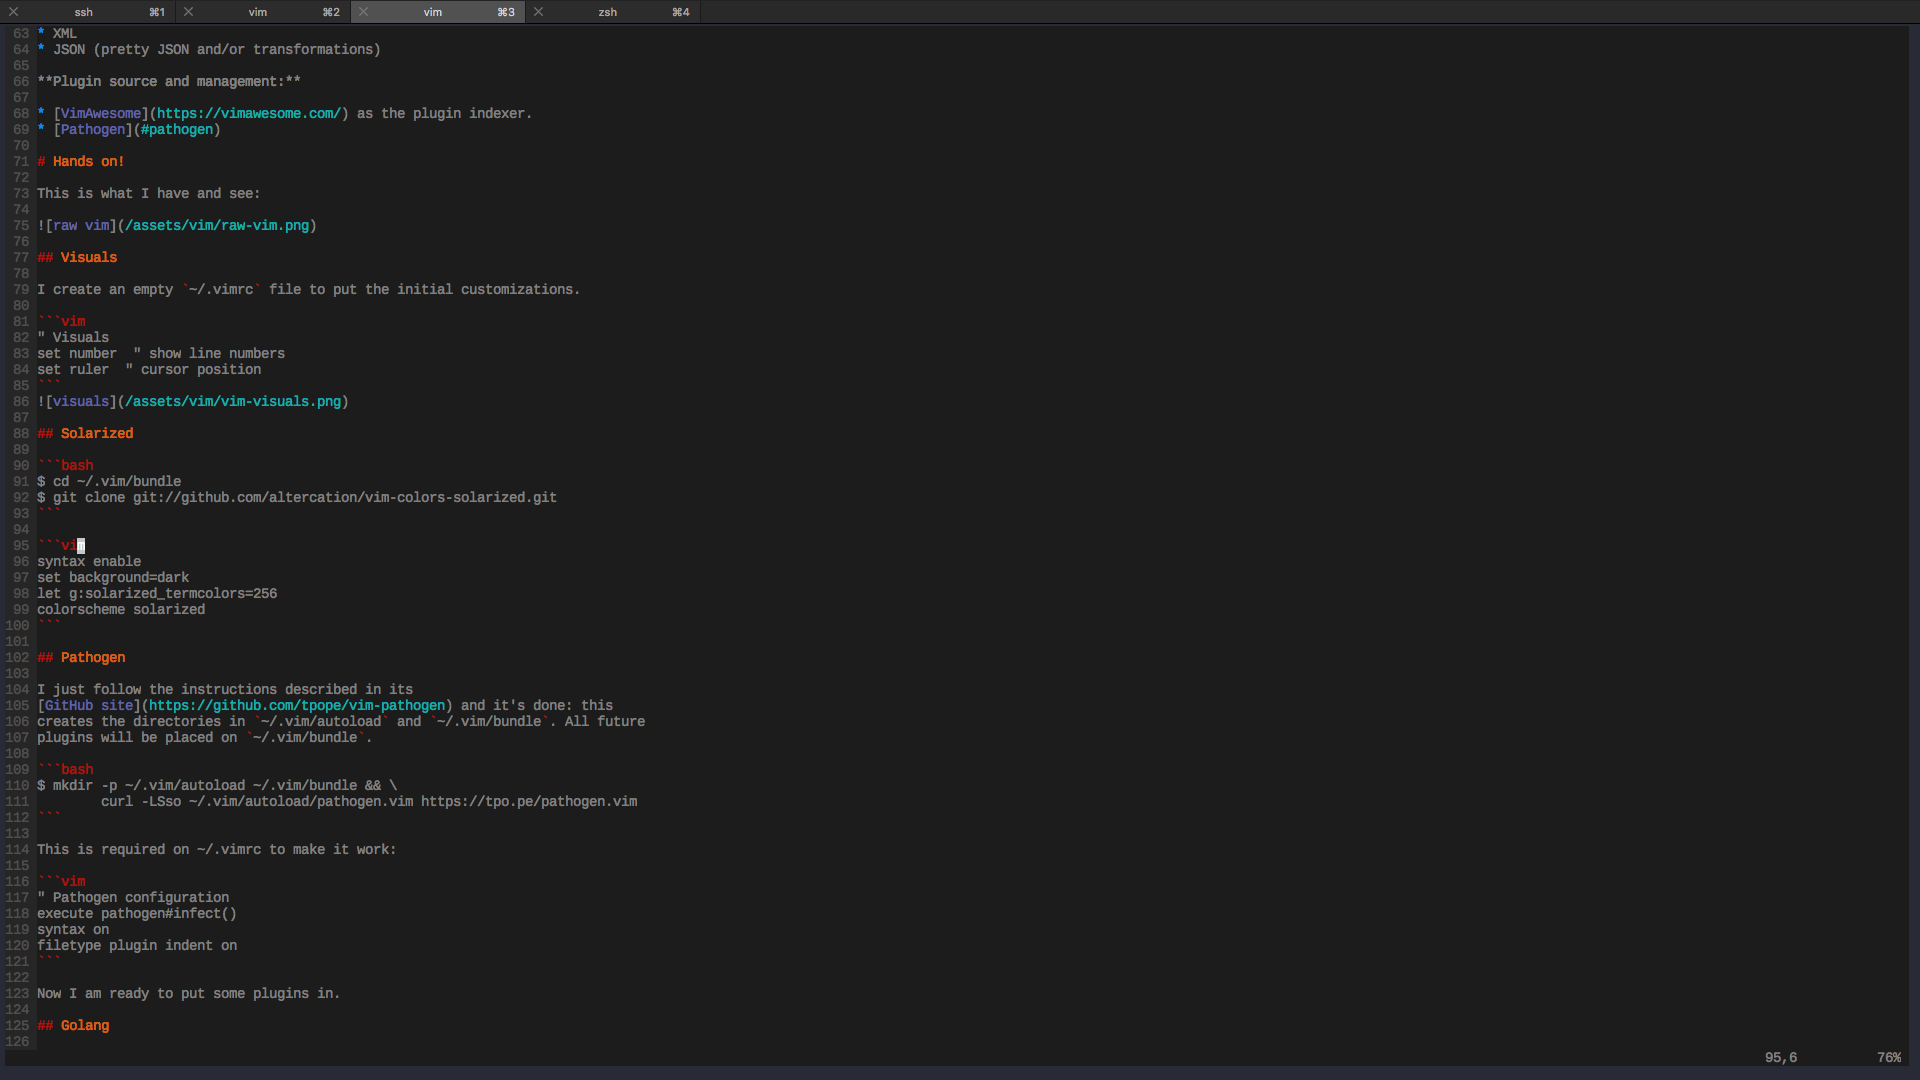 ssh ⌘1 vim ⌘2 vim ⌘3 zsh ⌘4
63 * XML
64 * JSON (pretty JSON and/or transformations)
65
66 **Plugin source and management:**
67
68 * [VimAwesome](https://vimawesome.com/) as the plugin indexer.
69 * [Pathogen](#pathogen)
70
71 # Hands on!
72
73 This is what I have and see:
74
75 ![raw vim](/assets/vim/raw-vim.png)
76
77 ## Visuals
78
79 I create an empty `~/.vimrc` file to put the initial customizations.
80
81 ```vim
82 " Visuals
83 set number  " show line numbers
84 set ruler  " cursor position
85 ```
86 ![visuals](/assets/vim/vim-visuals.png)
87
88 ## Solarized
89
90 ```bash
91 $ cd ~/.vim/bundle
92 $ git clone git://github.com/altercation/vim-colors-solarized.git
93 ```
94
95 ```vim
96 syntax enable
97 set background=dark
98 let g:solarized_termcolors=256
99 colorscheme solarized
100 ```
101
102 ## Pathogen
103
104 I just follow the instructions described in its
105 [GitHub site](https://github.com/tpope/vim-pathogen) and it's done: this
106 creates the directories in `~/.vim/autoload` and `~/.vim/bundle`. All future
107 plugins will be placed on `~/.vim/bundle`.
108
109 ```bash
110 $ mkdir -p ~/.vim/autoload ~/.vim/bundle && \
111         curl -LSso ~/.vim/autoload/pathogen.vim https://tpo.pe/pathogen.vim
112 ```
113
114 This is required on ~/.vimrc to make it work:
115
116 ```vim
117 " Pathogen configuration
118 execute pathogen#infect()
119 syntax on
120 filetype plugin indent on
121 ```
122
123 Now I am ready to put some plugins in.
124
125 ## Golang
126
95,6 76%